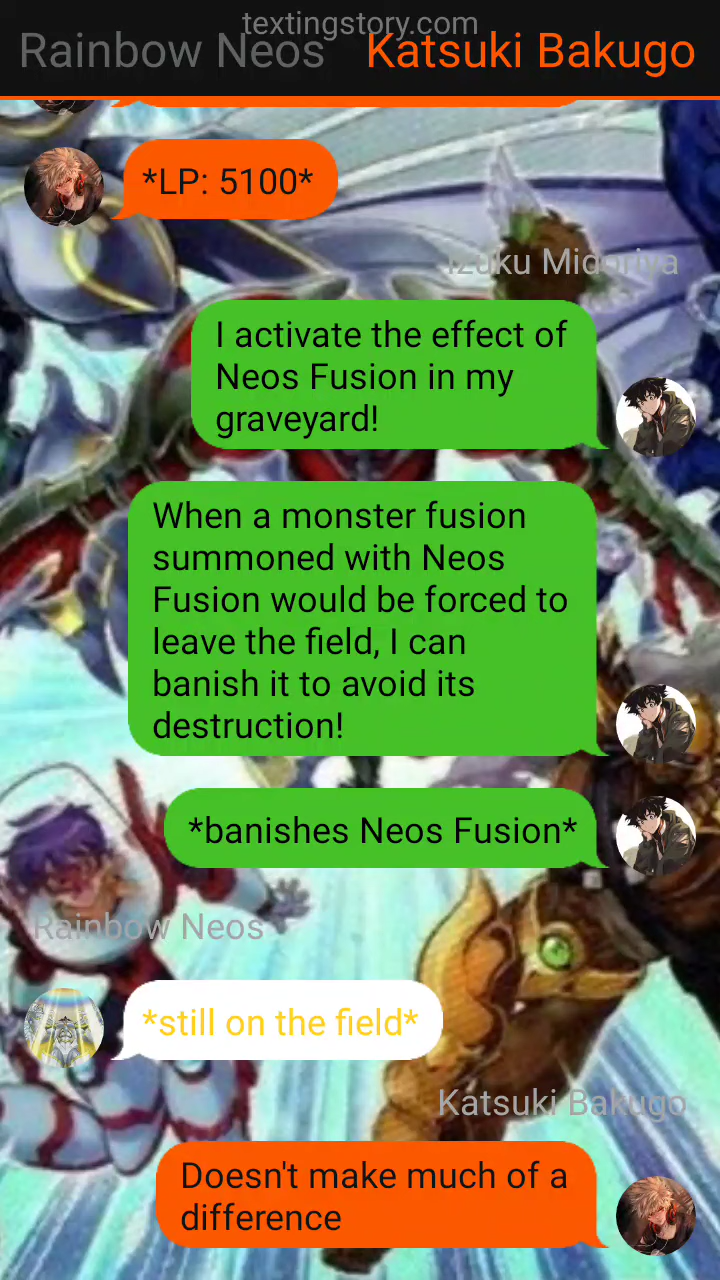 textingstory.com
Rainbow Neos Katsuki Bakugo
*LP: 5100*
Izuku Midoriya
I activate the effect of
Neos Fusion in my
graveyard!
When a monster fusion
summoned with Neos
Fusion would be forced to
leave the field, I can
banish it to avoid its
destruction!
*banishes Neos Fusion*
Rainbow Neos
*still on the field*
Katsuki Bakugo
Doesn't make much of a
difference